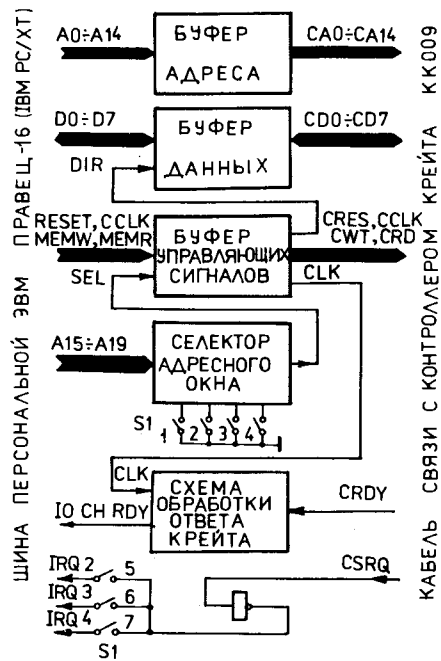 ШИНА ПЕРСОНАЛЬНОЙ ЭВМ ПРАВЕЦ-16 (IBM PC/XT)
A0÷A14
БУФЕР
АДРЕСА
CA0÷CA14
D0÷D7
DIR
БУФЕР
ДАННЫХ
CD0÷CD7
RESET, CCLK
MEMW, MEMR
SEL
БУФЕР
УПРАВЛЯЮЩИХ
СИГНАЛОВ
CRES, CCLK
CWT, CRD
CLK
A15÷A19
СЕЛЕКТОР
АДРЕСНОГО
ОКНА
S1
1 2 3 4
CLK
IO CH RDY
СХЕМА
ОБРАБОТКИ
ОТВЕТА
КРЕЙТА
CRDY
IRQ 2 5
IRQ 3 6
IRQ 4 7
S1
CSRQ
КАБЕЛЬ СВЯЗИ С КОНТРОЛЛЕРОМ КРЕЙТА КК009